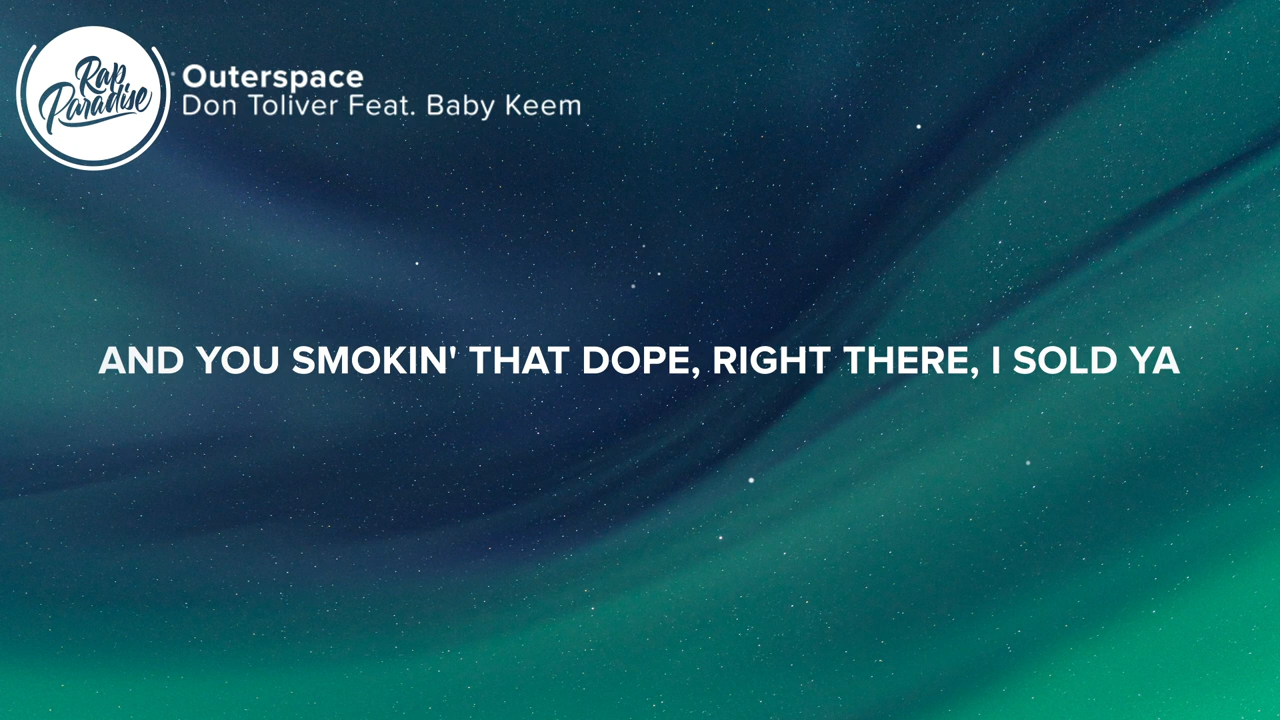 Rap
Paradise
Outerspace
Don Toliver Feat. Baby Keem
AND YOU SMOKIN' THAT DOPE, RIGHT THERE, I SOLD YA